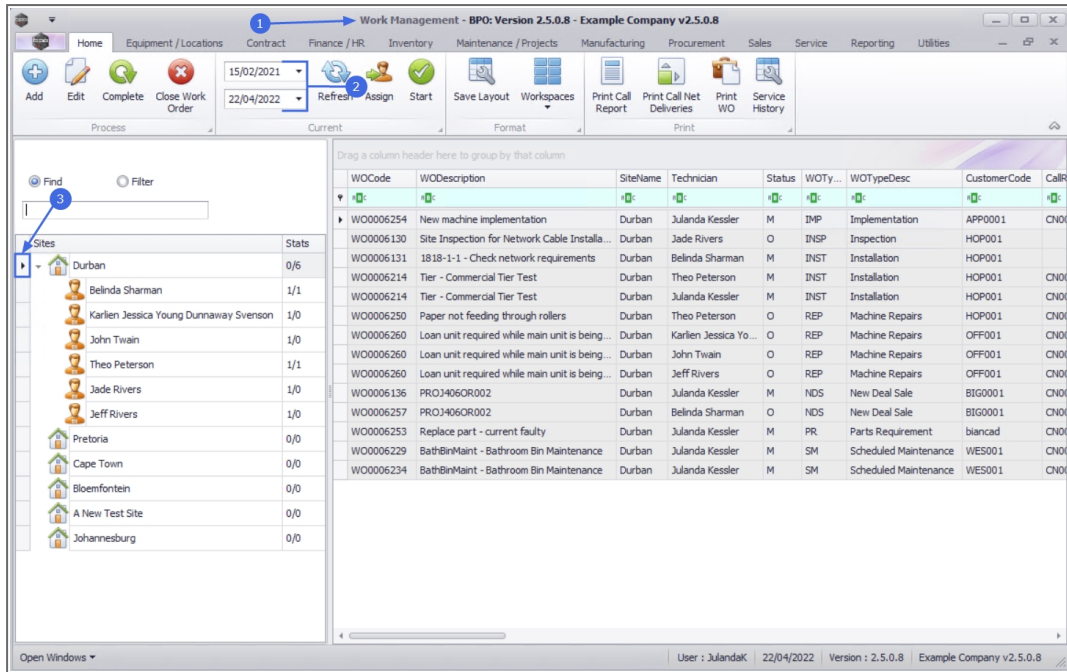 1
Work Management - BPO: Version 2.5.0.8 - Example Company v2.5.0.8
Home Equipment / Locations Contract Finance / HR Inventory Maintenance / Projects Manufacturing Procurement Sales Service Reporting Utilities
15/02/2021
2
22/04/2022
Add Edit Complete Close Work Order Refresh Assign Start Save Layout Workspaces Print Call Report Print Call Net Deliveries Print WO Service History
Process Current Format Print
Drag a column header here to group by that column
Find Filter
3
Sites Stats
Durban 0/6
Belinda Sharman 1/1
Karlien Jessica Young Dunnaway Svenson 1/0
John Twain 1/0
Theo Peterson 1/1
Jade Rivers 1/0
Jeff Rivers 1/0
Pretoria 0/0
Cape Town 0/0
Bloemfontein 0/0
A New Test Site 0/0
Johannesburg 0/0
WOCode WODescription SiteName Technician Status WOTy... WOTypeDesc CustomerCode CallR
WO0006254 New machine implementation Durban Julanda Kessler M IMP Implementation APP0001 CN00
WO0006130 Site Inspection for Network Cable Installa... Durban Jade Rivers O INSP Inspection HOP001
WO0006131 1818-1-1 - Check network requirements Durban Belinda Sharman M INST Installation HOP001
WO0006214 Tier - Commercial Tier Test Durban Theo Peterson M INST Installation HOP001 CN00
WO0006214 Tier - Commercial Tier Test Durban Julanda Kessler M INST Installation HOP001 CN00
WO0006250 Paper not feeding through rollers Durban Theo Peterson O REP Machine Repairs HOP001 CN00
WO0006260 Loan unit required while main unit is being... Durban Karlien Jessica Yo... O REP Machine Repairs OFF001 CN00
WO0006260 Loan unit required while main unit is being... Durban John Twain O REP Machine Repairs OFF001 CN00
WO0006260 Loan unit required while main unit is being... Durban Jeff Rivers O REP Machine Repairs OFF001 CN00
WO0006136 PROJ406OR002 Durban Julanda Kessler M NDS New Deal Sale BIG0001 CN00
WO0006257 PROJ406OR002 Durban Belinda Sharman O NDS New Deal Sale BIG0001 CN00
WO0006253 Replace part - current faulty Durban Julanda Kessler M PR Parts Requirement biancad CN00
WO0006229 BathBinMaint - Bathroom Bin Maintenance Durban Julanda Kessler M SM Scheduled Maintenance WES001 CN00
WO0006234 BathBinMaint - Bathroom Bin Maintenance Durban Julanda Kessler M SM Scheduled Maintenance WES001 CN00
Open Windows User : JulandaK 22/04/2022 Version : 2.5.0.8 Example Company v2.5.0.8